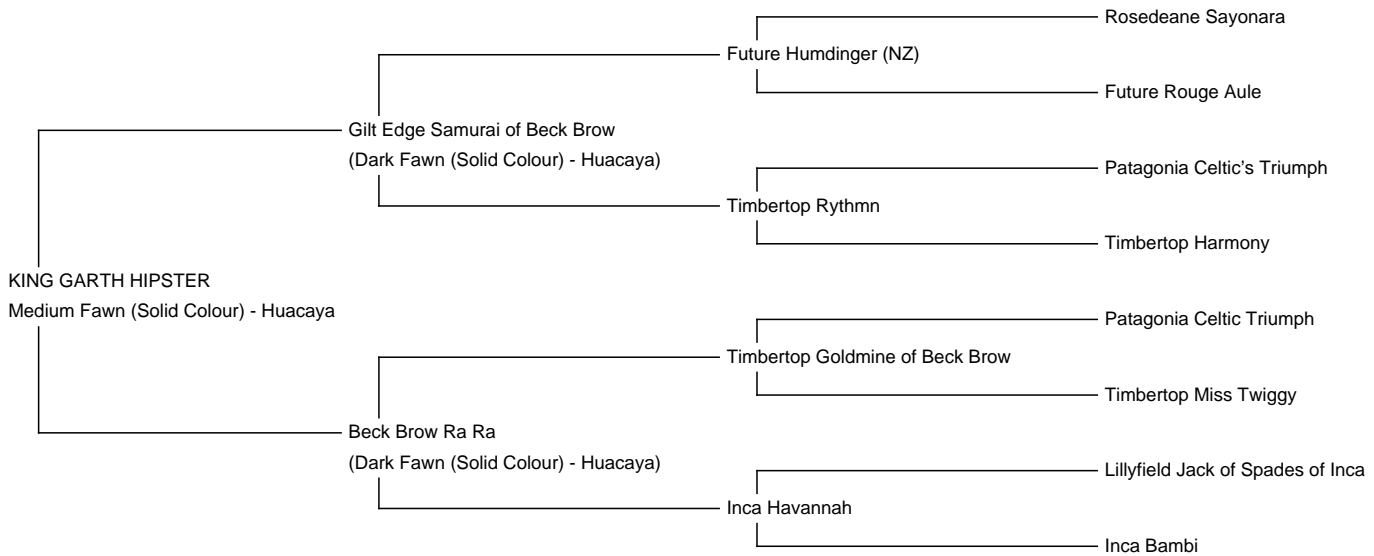 Rosedeane Sayonara
Future Humdinger (NZ)
Future Rouge Aule
Gilt Edge Samurai of Beck Brow
(Dark Fawn (Solid Colour) - Huacaya)
Patagonia Celtic's Triumph
Timbertop Rythmn
Timbertop Harmony
KING GARTH HIPSTER
Medium Fawn (Solid Colour) - Huacaya
Patagonia Celtic Triumph
Timbertop Goldmine of Beck Brow
Timbertop Miss Twiggy
Beck Brow Ra Ra
(Dark Fawn (Solid Colour) - Huacaya)
Lillyfield Jack of Spades of Inca
Inca Havannah
Inca Bambi